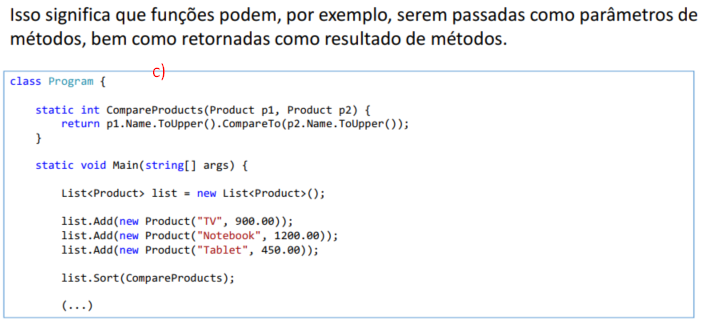 Isso significa que funções podem, por exemplo, serem passadas como parâmetros de
métodos, bem como retornadas como resultado de métodos.
c)
class Program {
static int CompareProducts(Product p1, Product p2) {
return p1.Name.ToUpper().CompareTo(p2.Name.ToUpper());
}
static void Main(string[] args) {
List<Product> list = new List<Product>();
list.Add(new Product("TV", 900.00));
list.Add(new Product("Notebook", 1200.00));
list.Add(new Product("Tablet", 450.00));
list.Sort(CompareProducts);
(...)